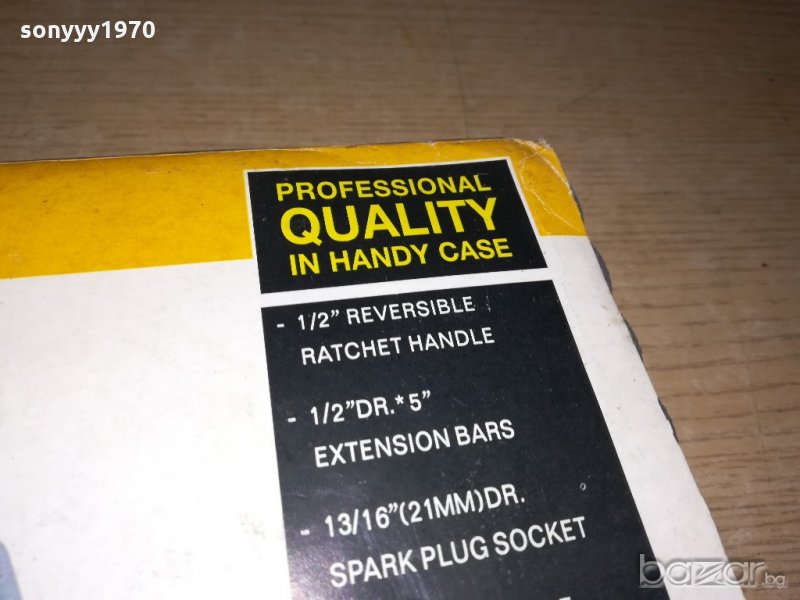 sonyyy1970
PROFESSIONAL
QUALITY
IN HANDY CASE
- 1/2" REVERSIBLE
RATCHET HANDLE
- 1/2"DR.*5"
EXTENSION BARS
- 13/16"(21MM)DR.
SPARK PLUG SOCKET
bazar.bg